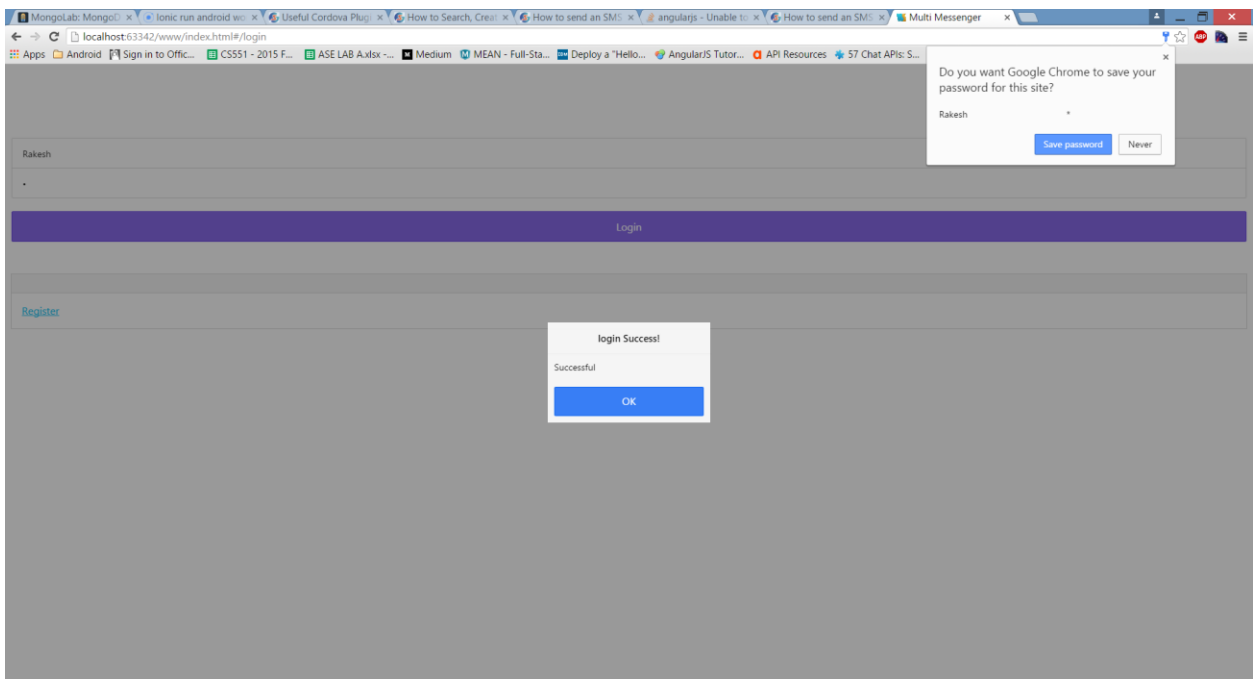 MongoLab: MongoD
Ionic run android wo
Useful Cordova Plugi
How to Search, Creat
How to send an SMS
angularjs - Unable to
How to send an SMS
Multi Messenger
localhost:63342/www/index.html#/login
Apps
Android
Sign in to Offic...
CS551 - 2015 F...
ASE LAB A.xlsx -...
Medium
MEAN - Full-Sta...
Deploy a "Hello...
AngularJS Tutor...
API Resources
57 Chat APIs: S...
Do you want Google Chrome to save your
password for this site?
Rakesh *
Save password
Never
Rakesh
Login
Register
login Success!
Successful
OK